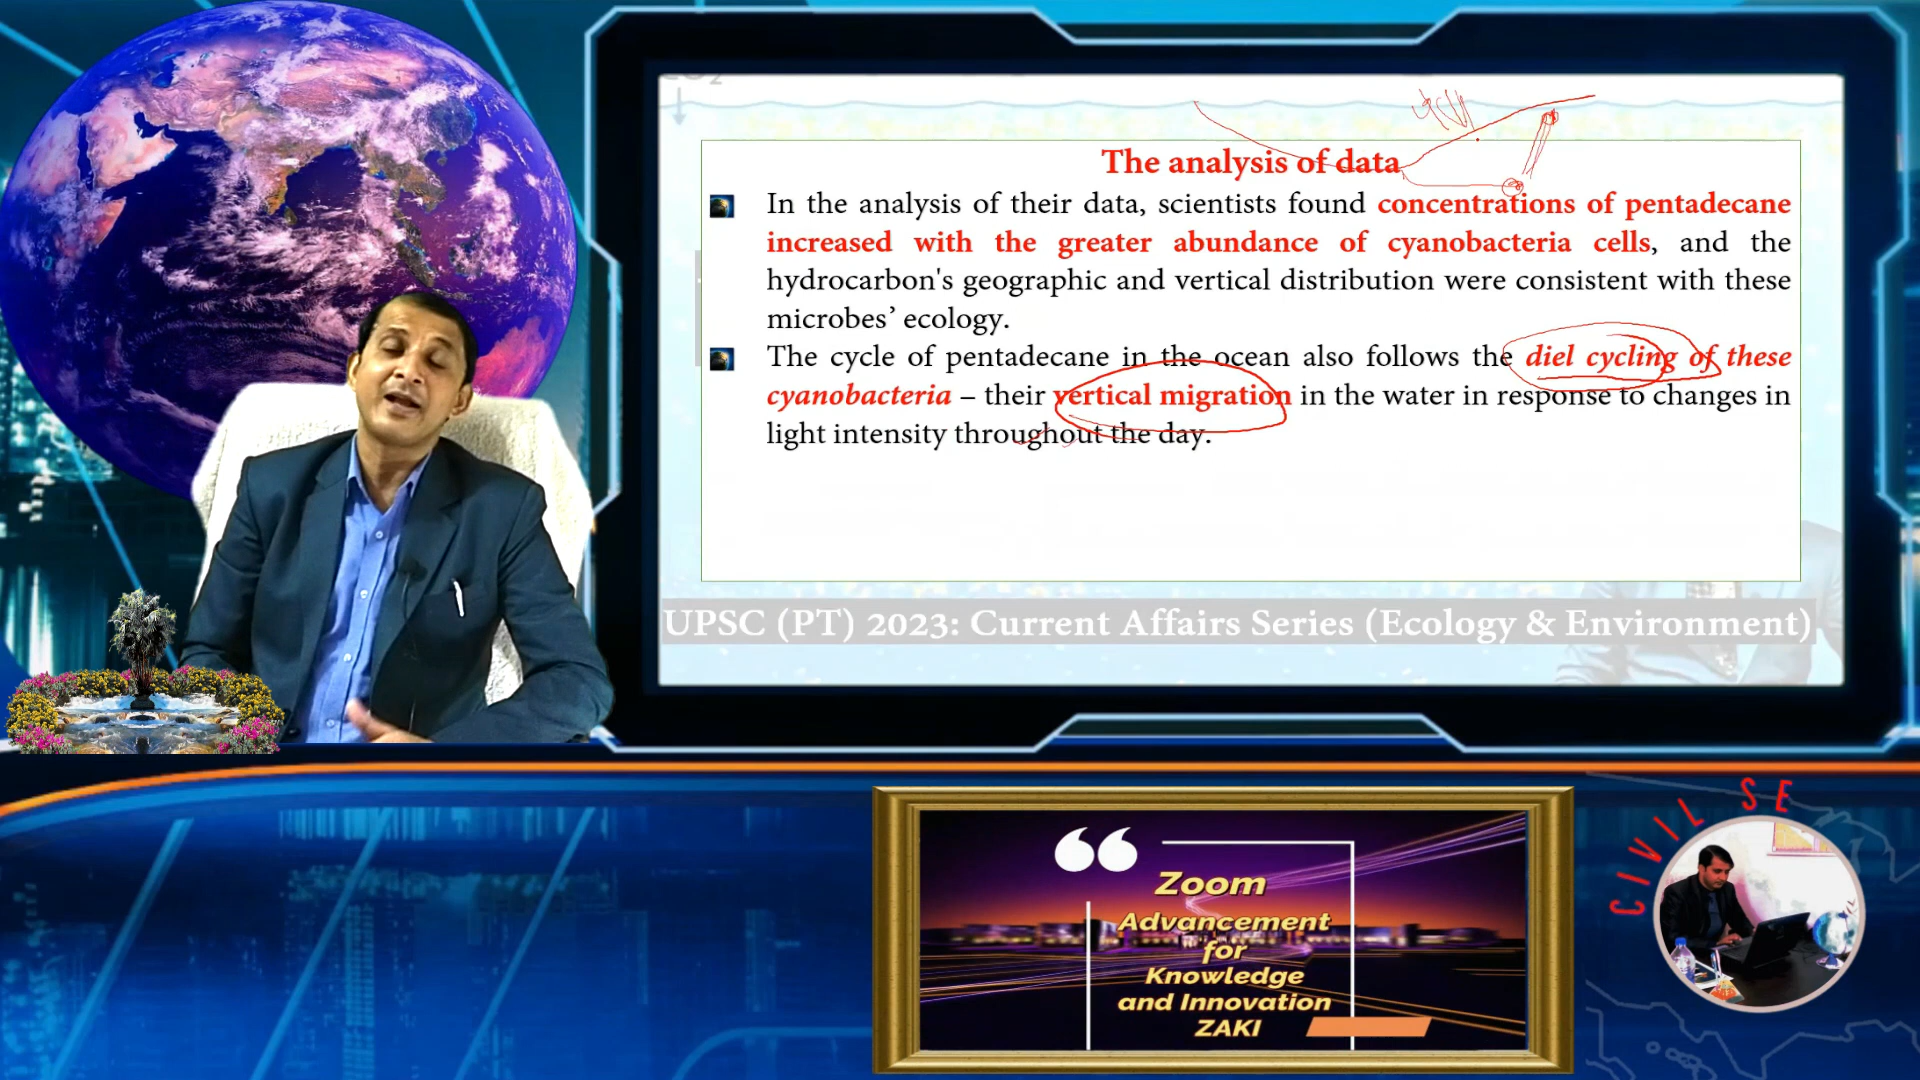 CO2
The analysis of data
In the analysis of their data, scientists found concentrations of pentadecane
increased with the greater abundance of cyanobacteria cells, and the
hydrocarbon's geographic and vertical distribution were consistent with these
microbes’ ecology.
The cycle of pentadecane in the ocean also follows the diel cycling of these
cyanobacteria – their vertical migration in the water in response to changes in
light intensity throughout the day.
UPSC (PT) 2023: Current Affairs Series (Ecology & Environment)
CIVIL SE
Zoom
Advancement
for
Knowledge
and Innovation
ZAKI